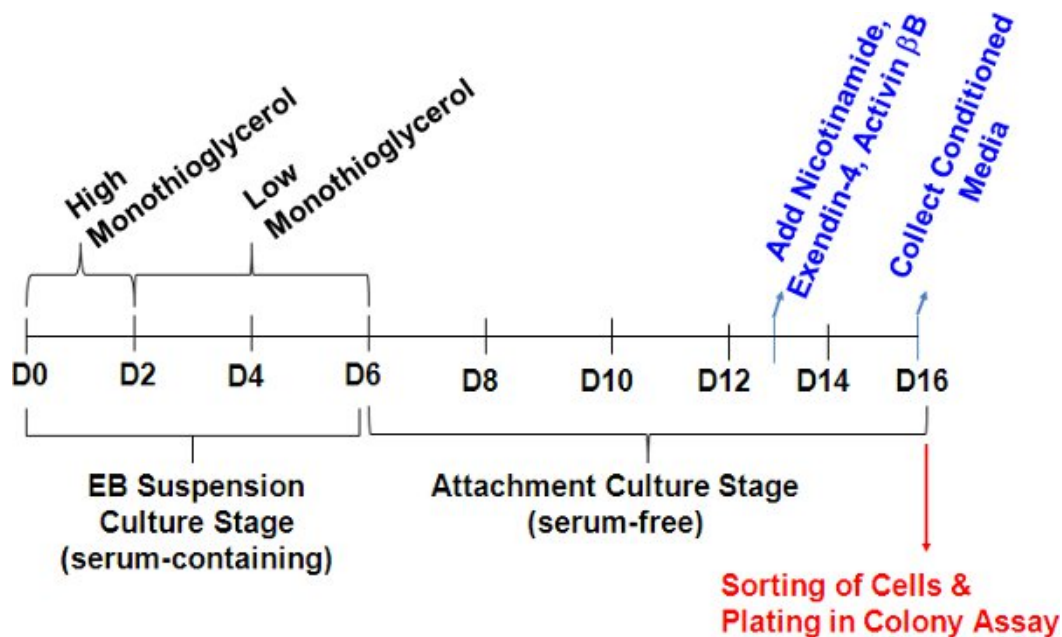 High
Monothioglycerol
Low
Monothioglycerol
Add Nicotinamide,
Exendin-4, Activin βB
Collect Conditioned
Media
D0
D2
D4
D6
D8
D10
D12
D14
D16
EB Suspension
Culture Stage
(serum-containing)
Attachment Culture Stage
(serum-free)
Sorting of Cells &
Plating in Colony Assay